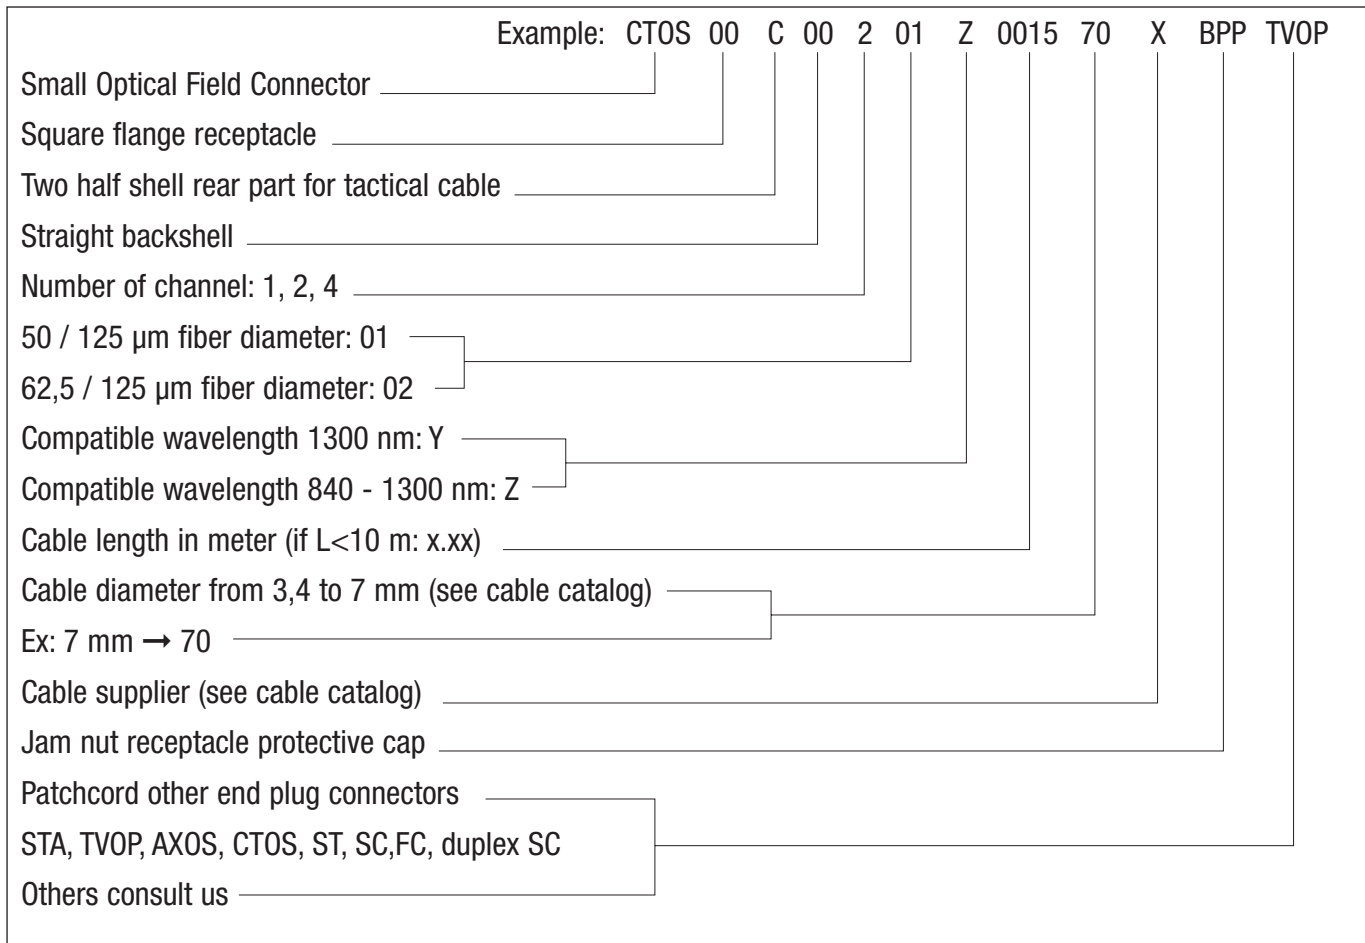 Example: CTOS 00 C 00 2 01 Z 0015 70 X BPP TVOP
Small Optical Field Connector
Square flange receptacle
Two half shell rear part for tactical cable
Straight backshell
Number of channel: 1, 2, 4
50 / 125 µm fiber diameter: 01
62,5 / 125 µm fiber diameter: 02
Compatible wavelength 1300 nm: Y
Compatible wavelength 840 - 1300 nm: Z
Cable length in meter (if L<10 m: x.xx)
Cable diameter from 3,4 to 7 mm (see cable catalog)
Ex: 7 mm ➞ 70
Cable supplier (see cable catalog)
Jam nut receptacle protective cap
Patchcord other end plug connectors
STA, TVOP, AXOS, CTOS, ST, SC,FC, duplex SC
Others consult us